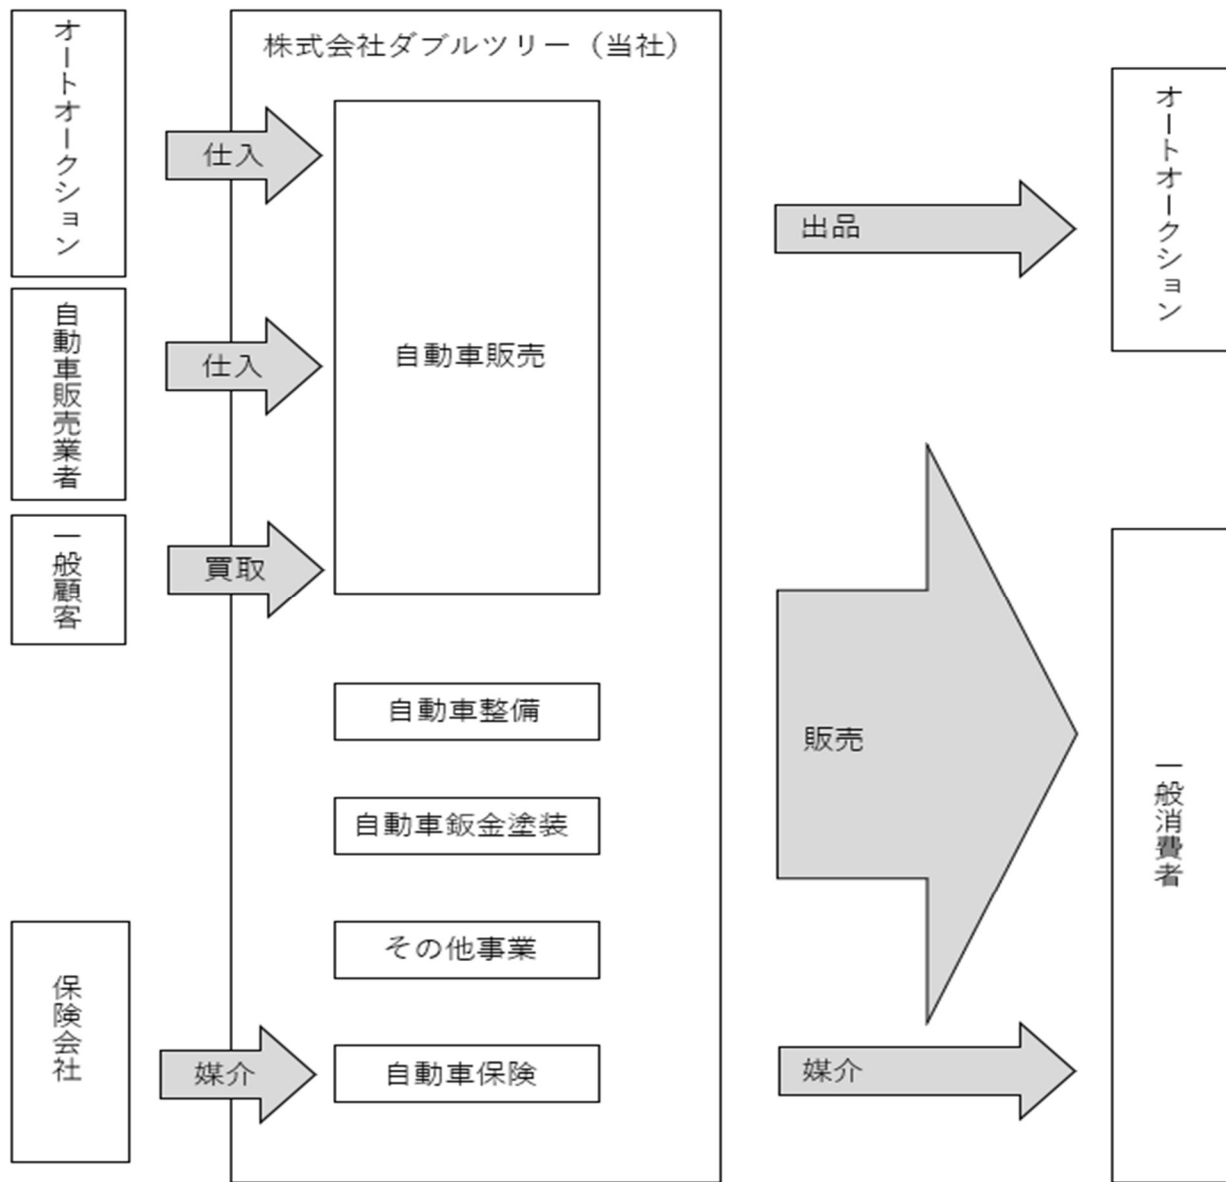 株式会社ダブルツリー（当社）
オートオークション
仕入
自動車販売業者
仕入
一般顧客
買取
自動車販売
自動車整備
自動車鈑金塗装
その他事業
保険会社
媒介
自動車保険
出品
オートオークション
販売
一般消費者
媒介